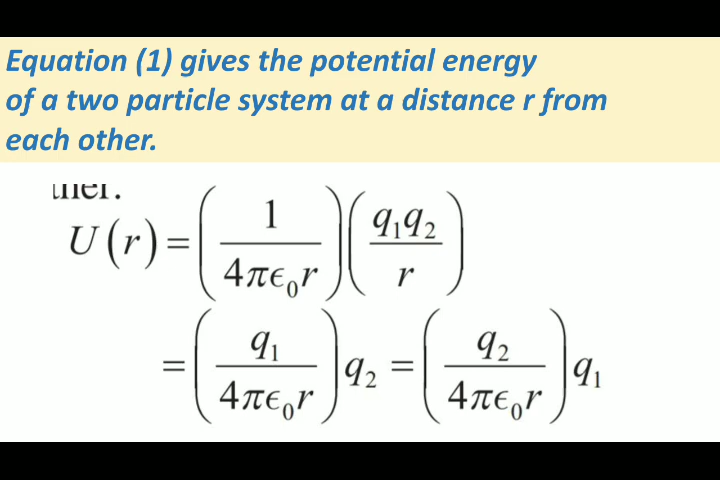 Equation (1) gives the potential energy
of a two particle system at a distance r from
each other.
U(r) = (1/4πϵ₀r)(q₁q₂/r)
= (q₁/4πϵ₀r)q₂ = (q₂/4πϵ₀r)q₁